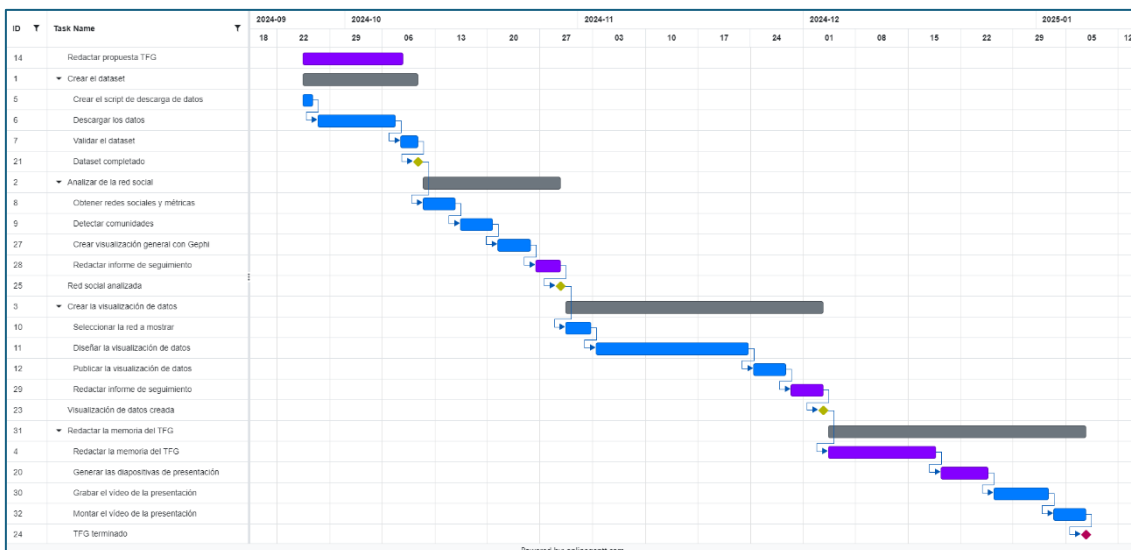 2024-09 2024-10 2024-11 2024-12 2025-01
ID Task Name
18 22 29 06 13 20 27 03 10 17 24 01 08 15 22 29 05 12
14 Redactar propuesta TFG
1 Crear el dataset
5 Crear el script de descarga de datos
6 Descargar los datos
7 Validar el dataset
21 Dataset completado
2 Analizar de la red social
8 Obtener redes sociales y métricas
9 Detectar comunidades
27 Crear visualización general con Gephi
28 Redactar informe de seguimiento
25 Red social analizada
3 Crear la visualización de datos
10 Seleccionar la red a mostrar
11 Diseñar la visualización de datos
12 Publicar la visualización de datos
29 Redactar informe de seguimiento
23 Visualización de datos creada
31 Redactar la memoria del TFG
4 Redactar la memoria del TFG
20 Generar las diapositivas de presentación
30 Grabar el vídeo de la presentación
32 Montar el vídeo de la presentación
24 TFG terminado
Powered by: onlinegantt.com